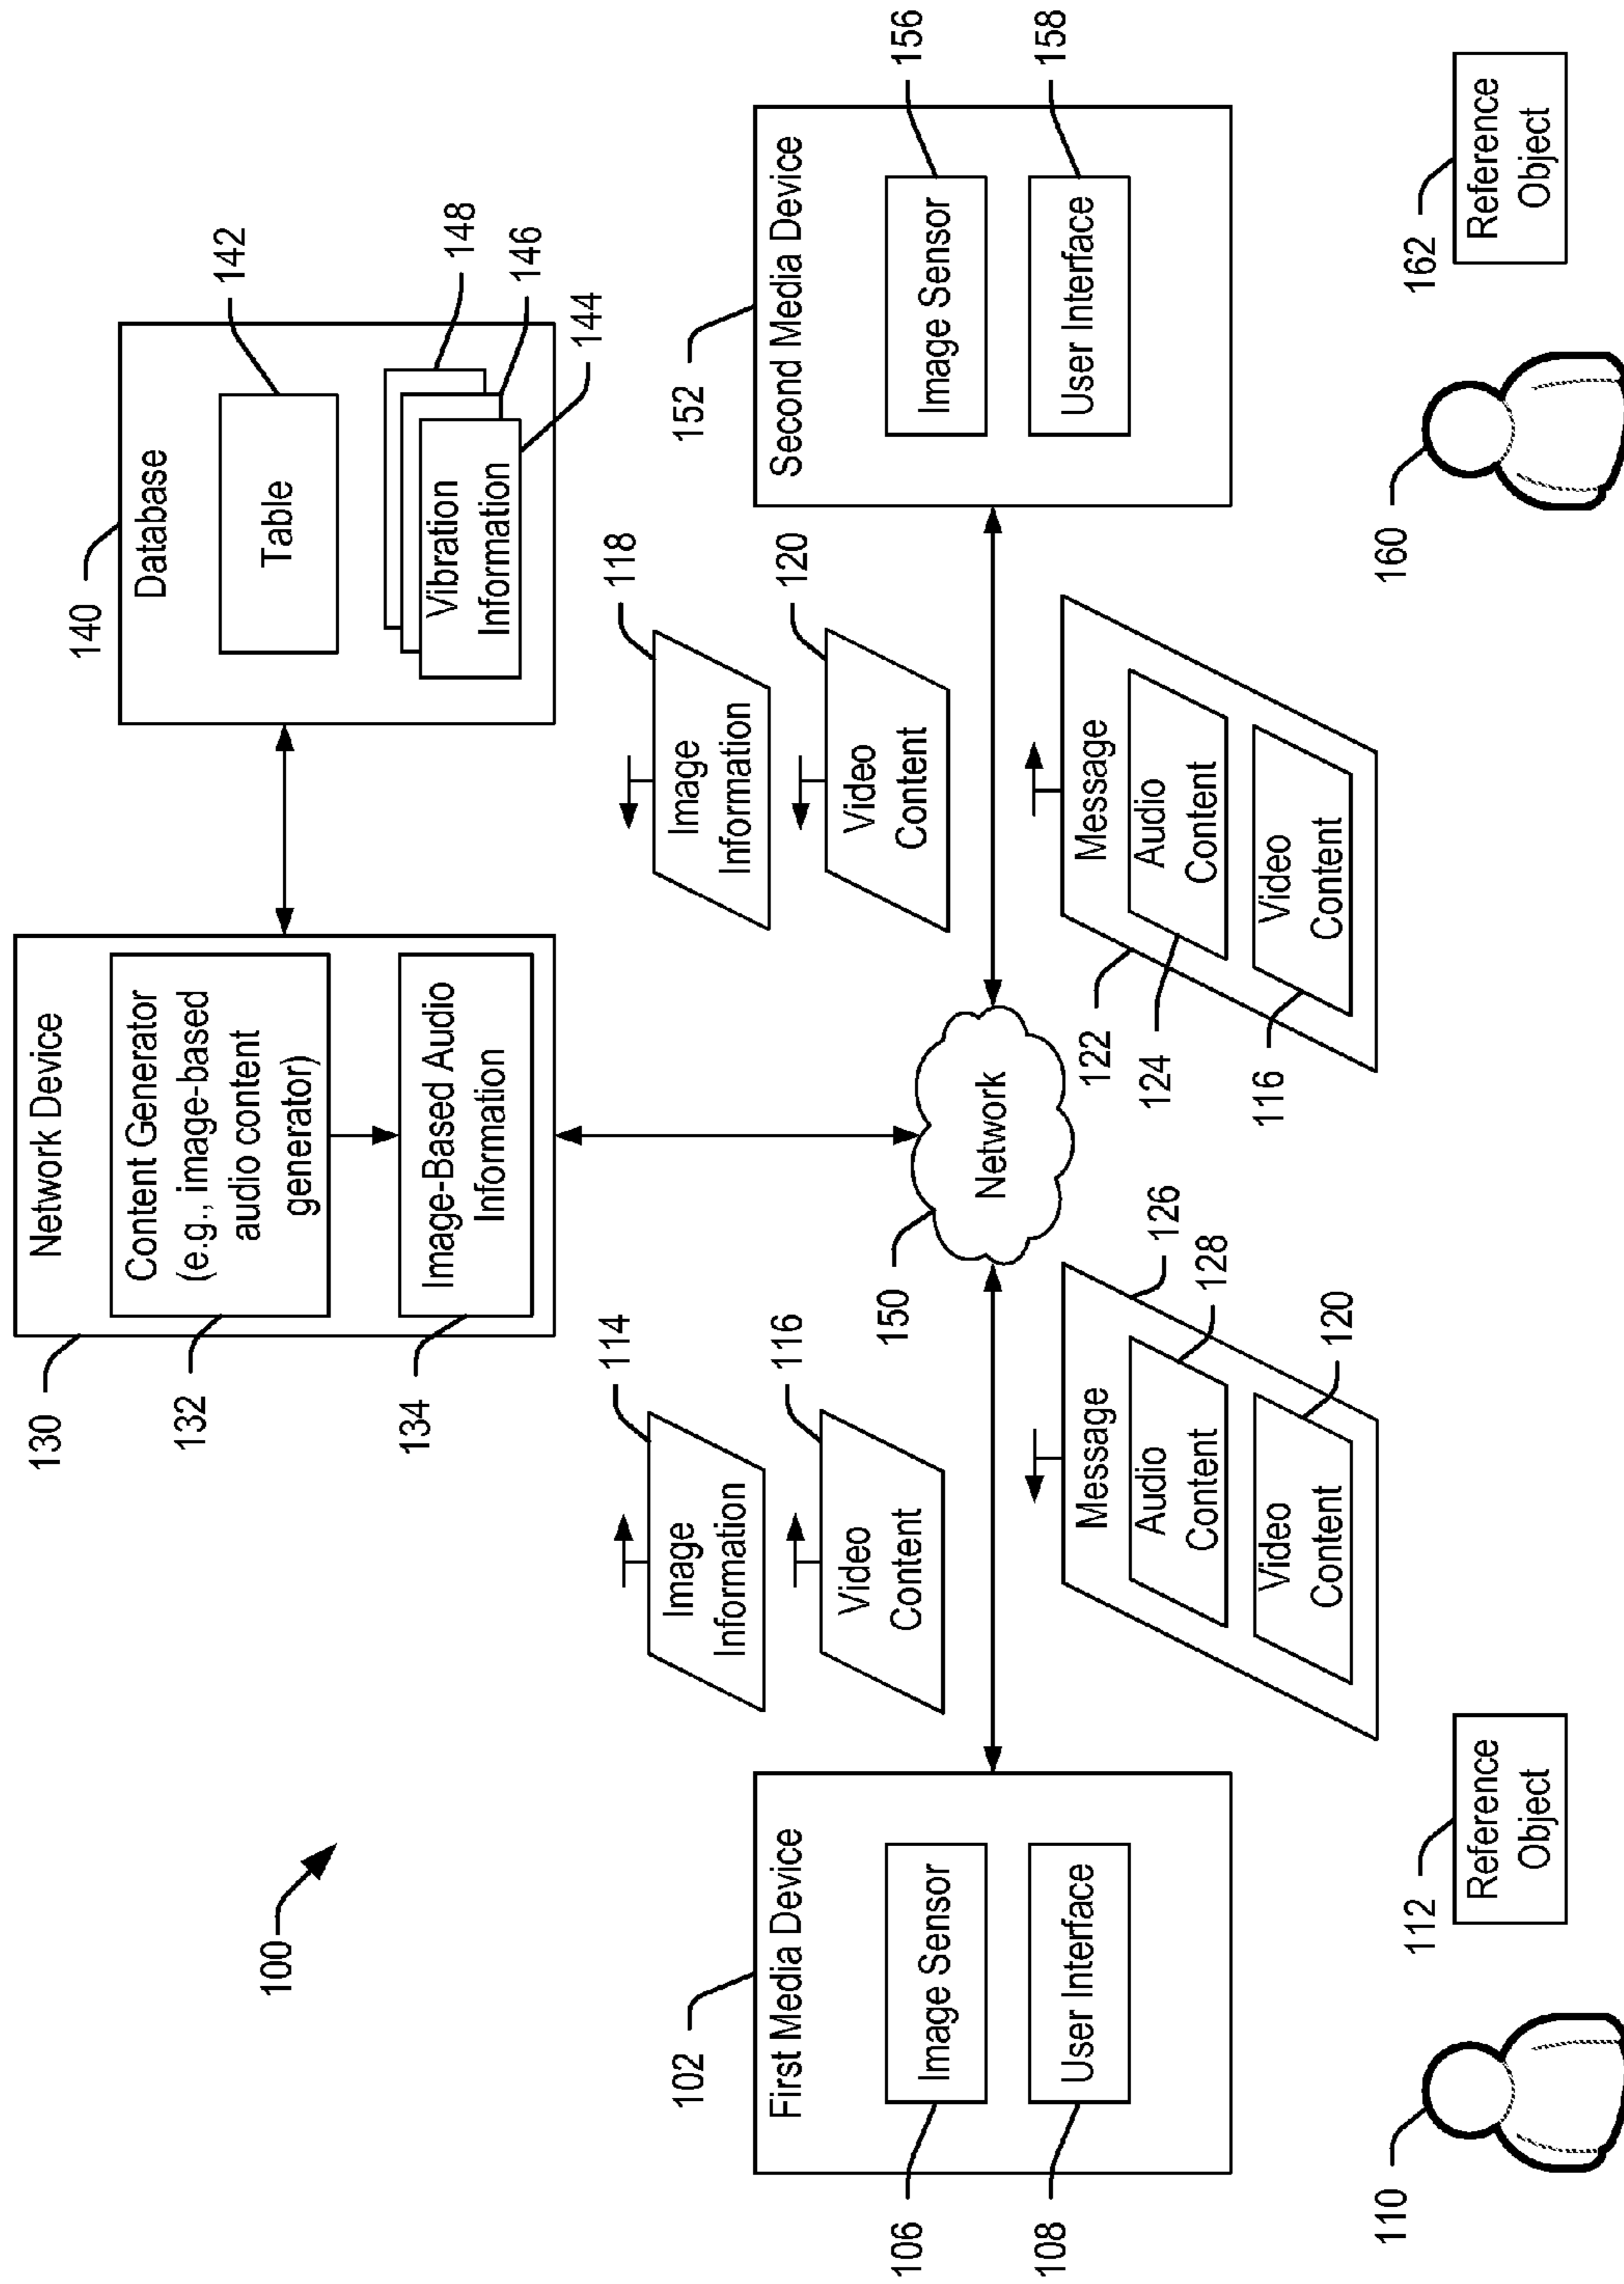 100
130
Network Device
132
Content Generator
(e.g., image-based
audio content
generator)
134
Image-Based Audio
Information
140
Database
142
Table
148
146
144
Vibration
Information
114
Image
Information
116
Video
Content
118
Image
Information
120
Video
Content
102
First Media Device
106
Image Sensor
108
User Interface
150
Network
152
Second Media Device
156
Image Sensor
158
User Interface
126
Message
128
Audio
Content
120
Video
Content
122
Message
124
Audio
Content
116
Video
Content
110
112
Reference
Object
160
162
Reference
Object